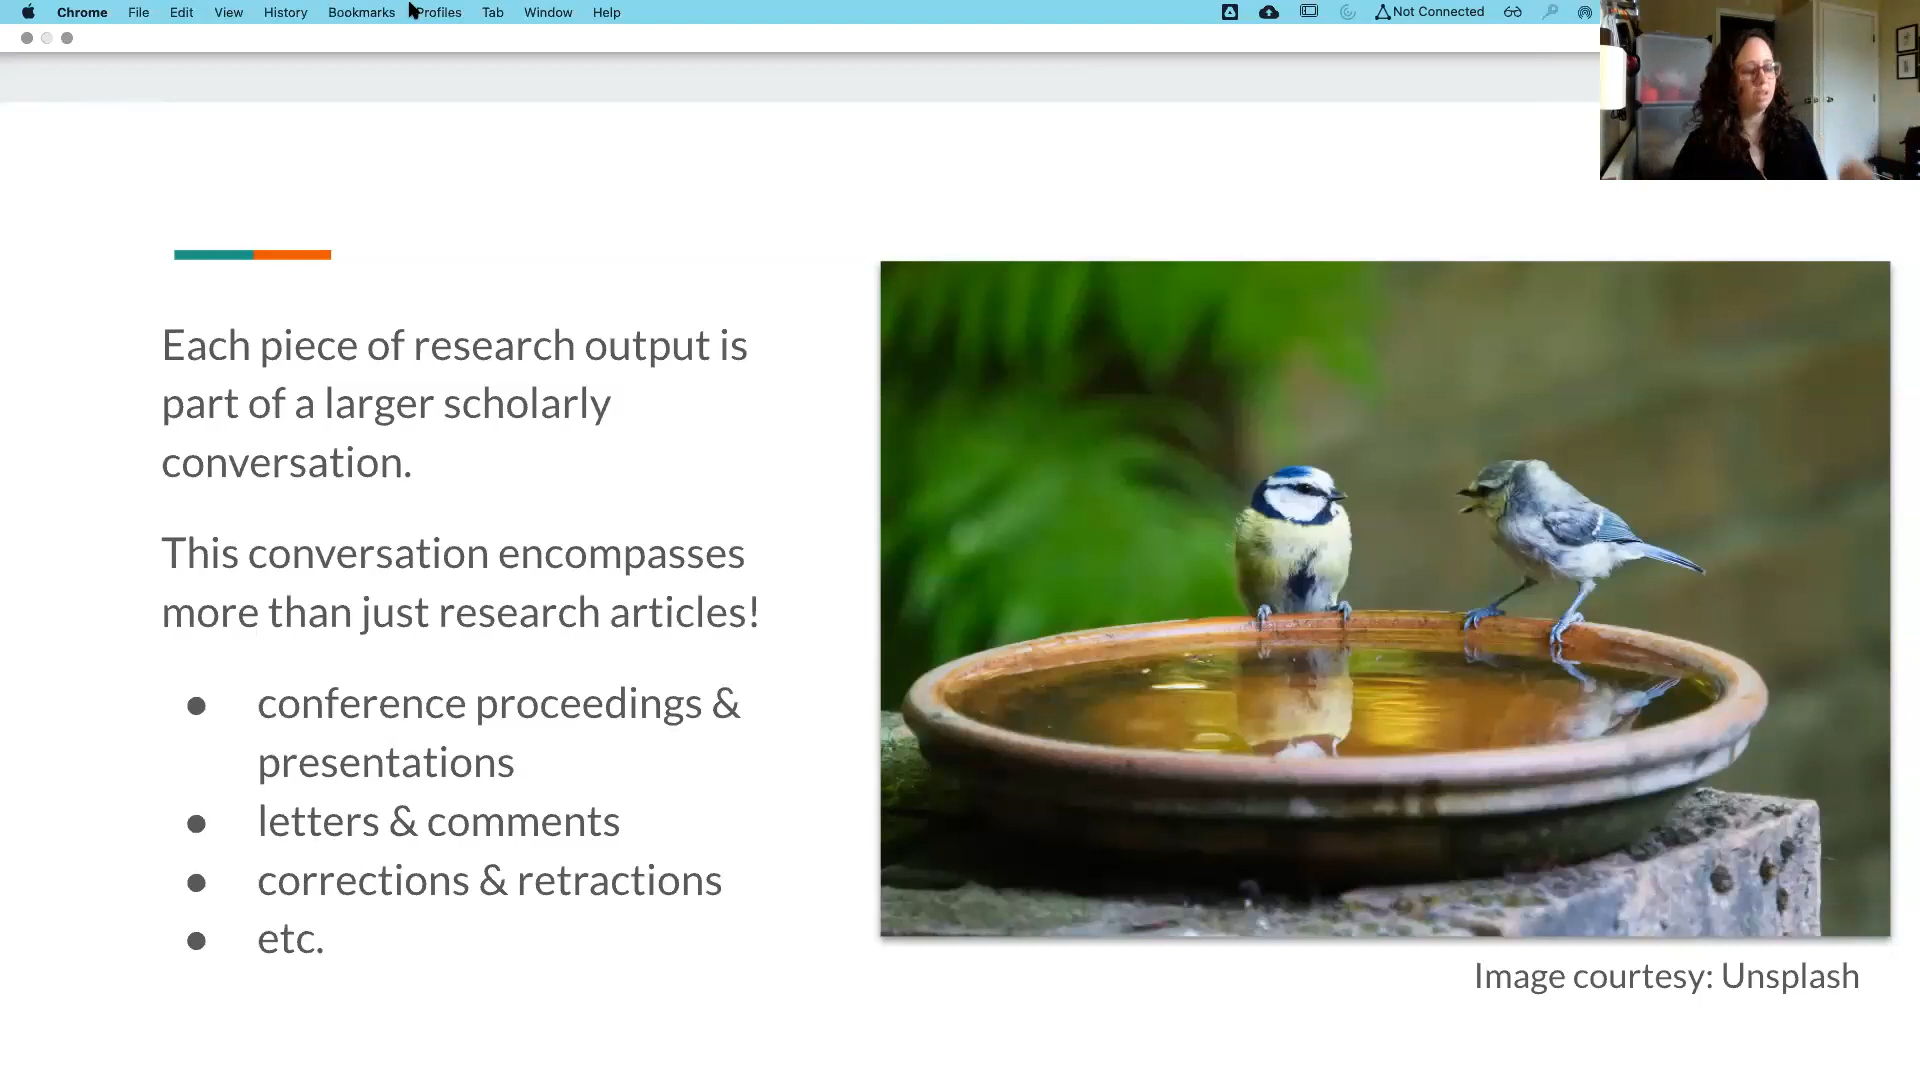 Chrome File Edit View History Bookmarks Profiles Tab Window Help Not Connected
Each piece of research output is
part of a larger scholarly
conversation.
This conversation encompasses
more than just research articles!
● conference proceedings &
presentations
● letters & comments
● corrections & retractions
● etc.
Image courtesy: Unsplash